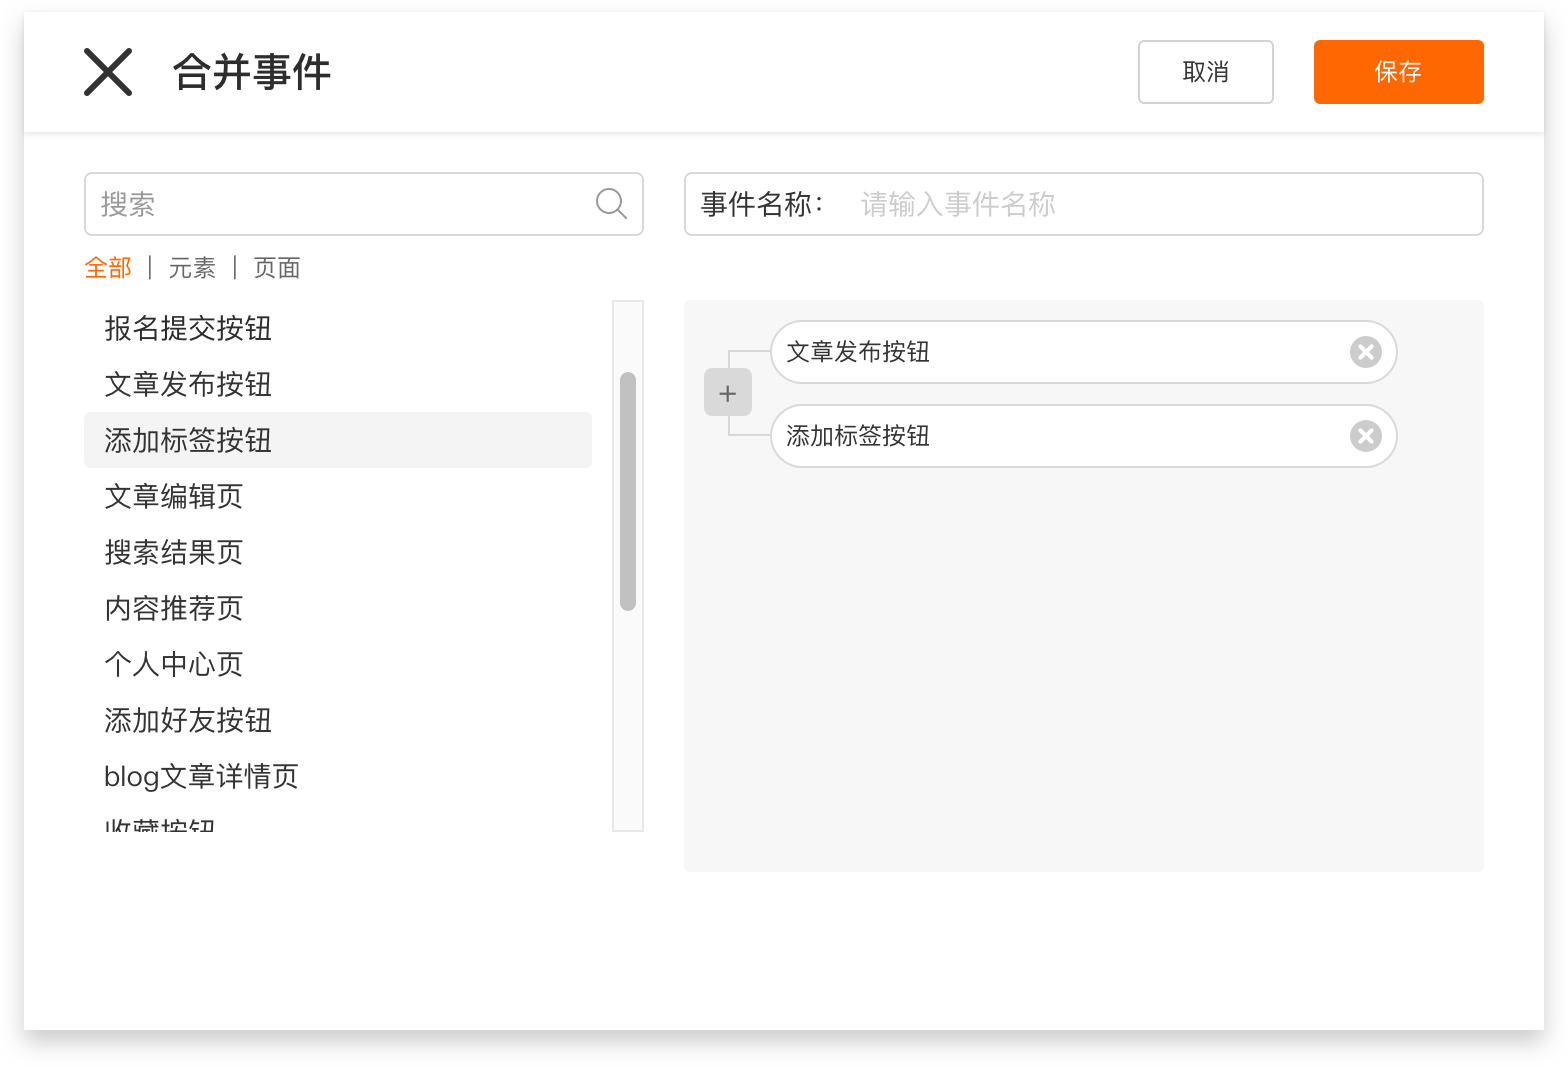 合并事件
取消
保存
搜索
事件名称：
请输入事件名称
全部 | 元素 | 页面
报名提交按钮
文章发布按钮
添加标签按钮
文章编辑页
搜索结果页
内容推荐页
个人中心页
添加好友按钮
blog文章详情页
收藏按钮
文章发布按钮
+
添加标签按钮